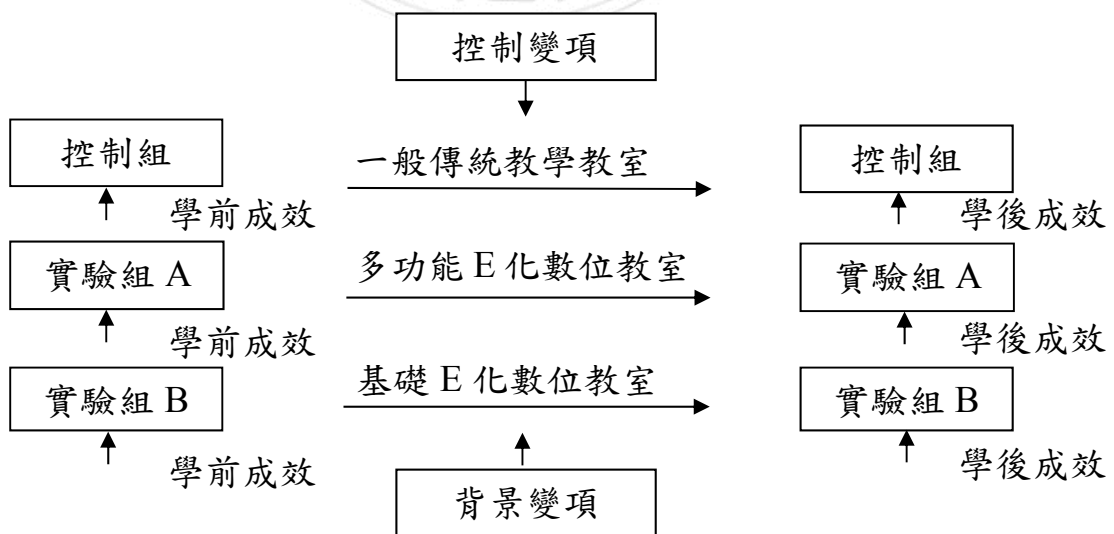 控制變項
控制組 一般傳統教學教室 控制組
學前成效 學後成效
實驗組 A 多功能 E 化數位教室 實驗組 A
學前成效 學後成效
實驗組 B 基礎 E 化數位教室 實驗組 B
學前成效 學後成效
背景變項